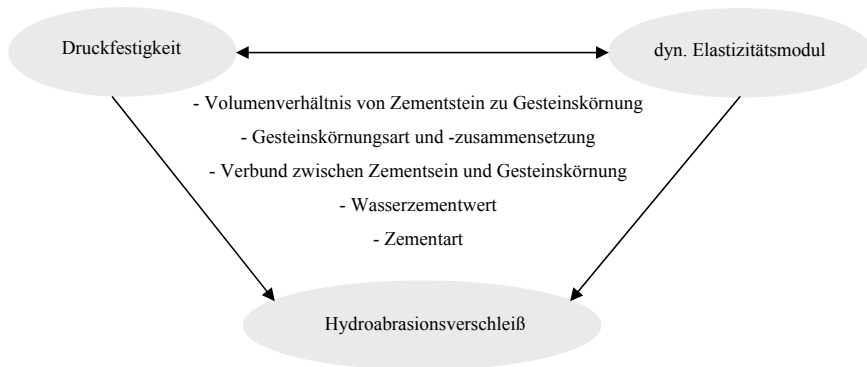 Druckfestigkeit
dyn. Elastizitätsmodul
- Volumenverhältnis von Zementstein zu Gesteinskörnung
- Gesteinskörnungsart und -zusammensetzung
- Verbund zwischen Zementsein und Gesteinskörnung
- Wasserzementwert
- Zementart
Hydroabrasionsverschleiß